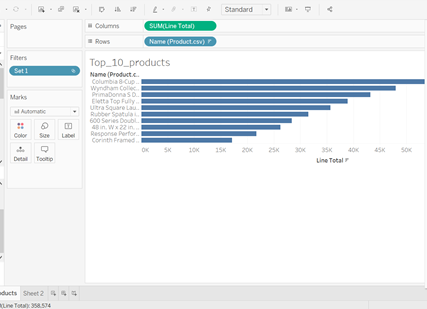 Standard
Pages
Columns
SUM(Line Total)
Rows
Name (Product.csv)
Filters
Set 1
Marks
Automatic
Color
Size
Label
Detail
Tooltip
Top_10_products
Name (Product.c..
Columbia 8-Cup..
Wyndham Collec..
PrimaDonna S D..
Eletta Top Fully..
Ultra Square Lau..
Rubber Spatula i..
600 Series Doubl..
48 in. W x 22 in. ..
Response Perfor..
Corinth Framed ..
0K 5K 10K 15K 20K 25K 30K 35K 40K 45K 50K
Line Total
oducts
Sheet 2
(Line Total): 358,574